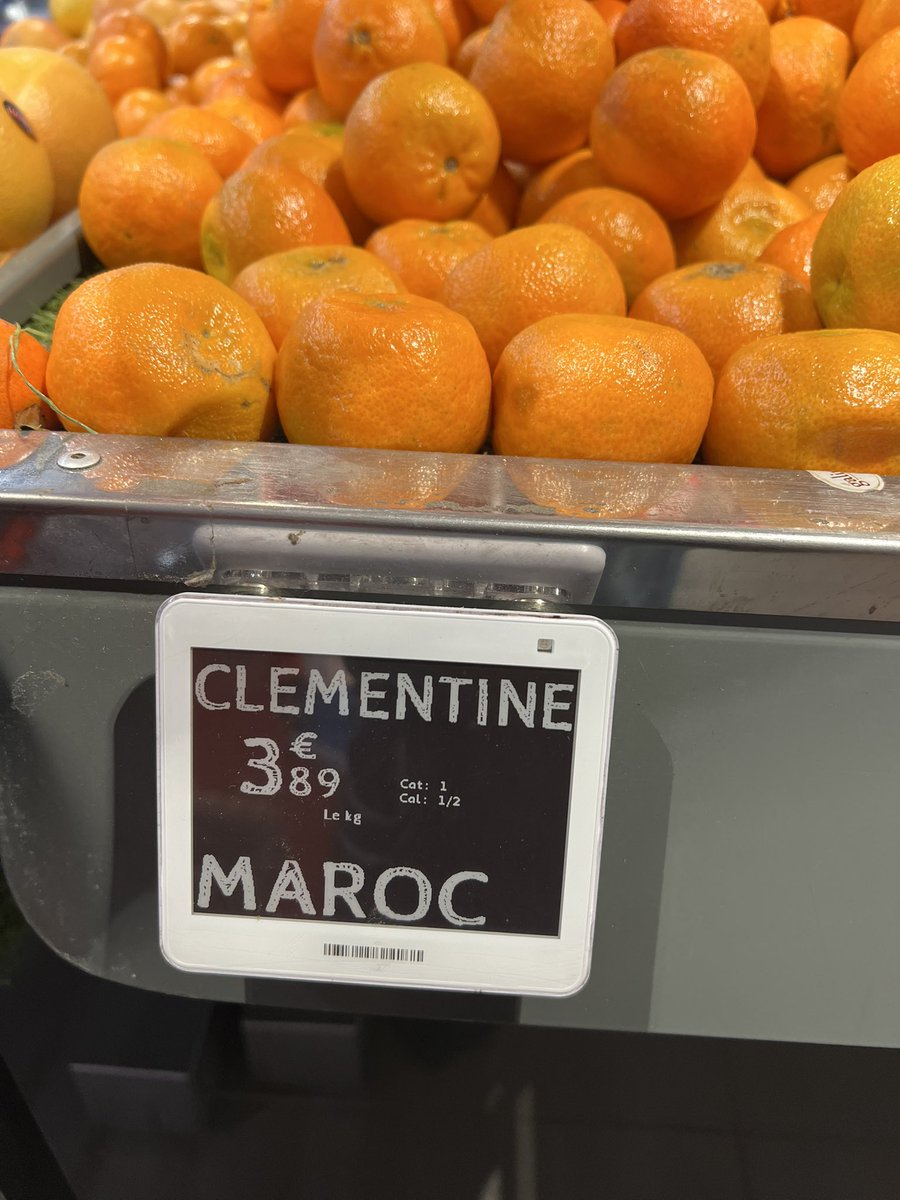 CLEMENTINE
3€89
Le kg
Cat: 1
Cal: 1/2
MAROC